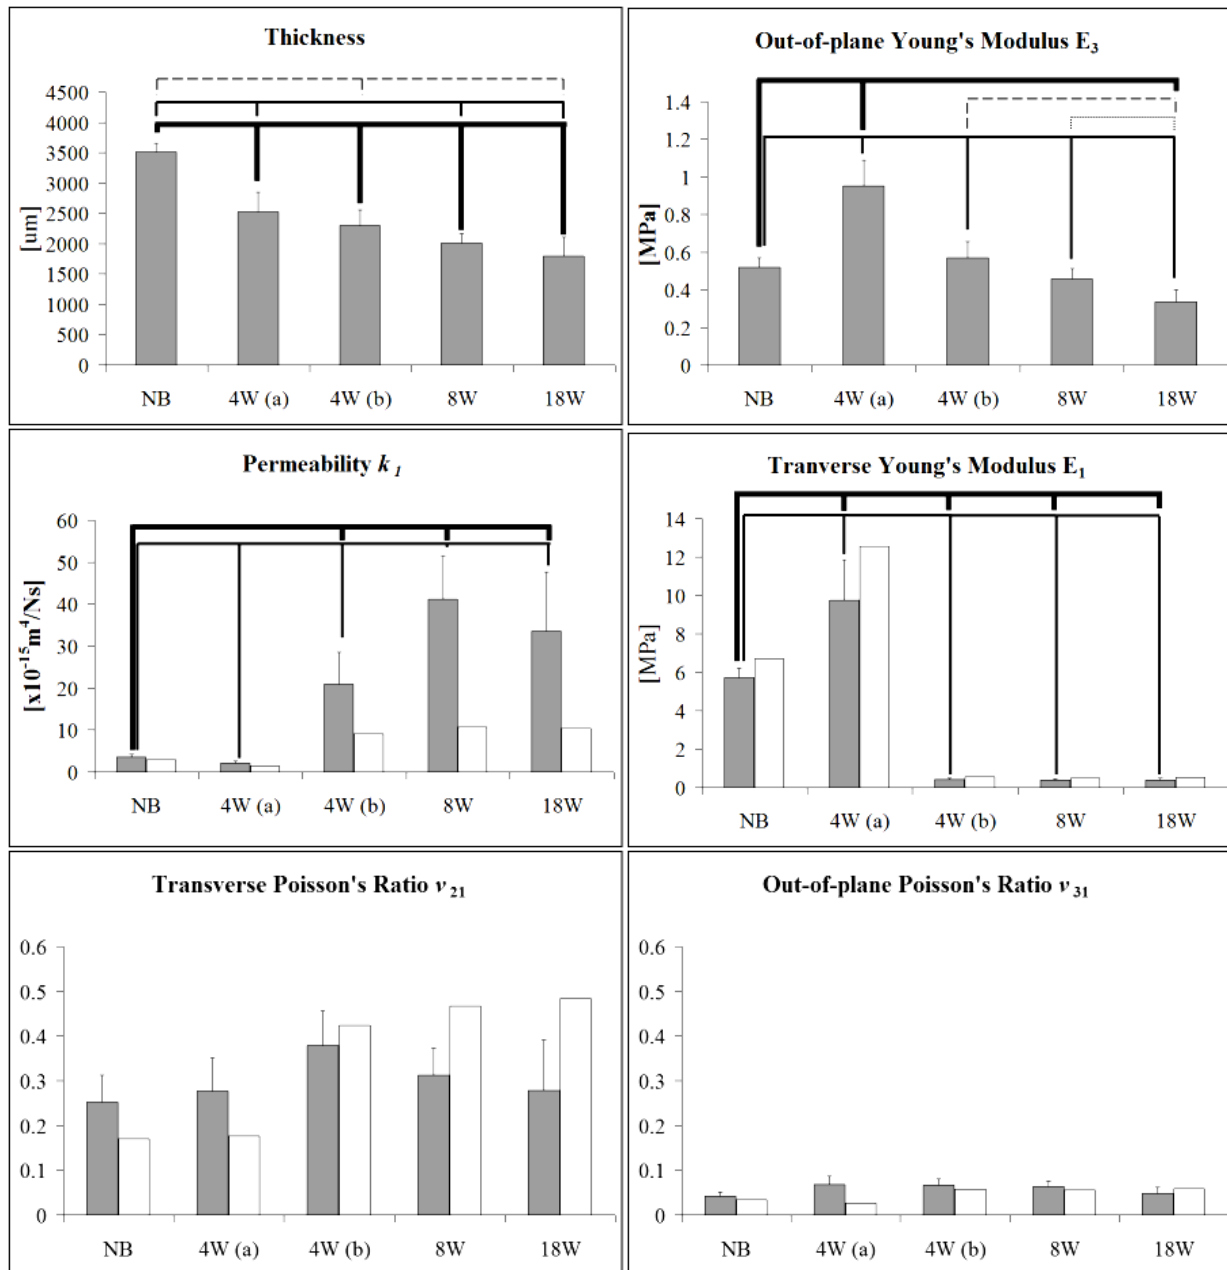 Thickness
4500
4000
3500
3000
2500
2000
1500
1000
500
0
[um]
NB 4W (a) 4W (b) 8W 18W
Out-of-plane Young's Modulus E3
1.4
1.2
1
0.8
0.6
0.4
0.2
0
[MPa]
NB 4W (a) 4W (b) 8W 18W
Permeability k1
60
50
40
30
20
10
0
[x10-15m4/Ns]
NB 4W (a) 4W (b) 8W 18W
Tranverse Young's Modulus E1
14
12
10
8
6
4
2
0
[MPa]
NB 4W (a) 4W (b) 8W 18W
Transverse Poisson's Ratio v21
0.6
0.5
0.4
0.3
0.2
0.1
0
NB 4W (a) 4W (b) 8W 18W
Out-of-plane Poisson's Ratio v31
0.6
0.5
0.4
0.3
0.2
0.1
0
NB 4W (a) 4W (b) 8W 18W